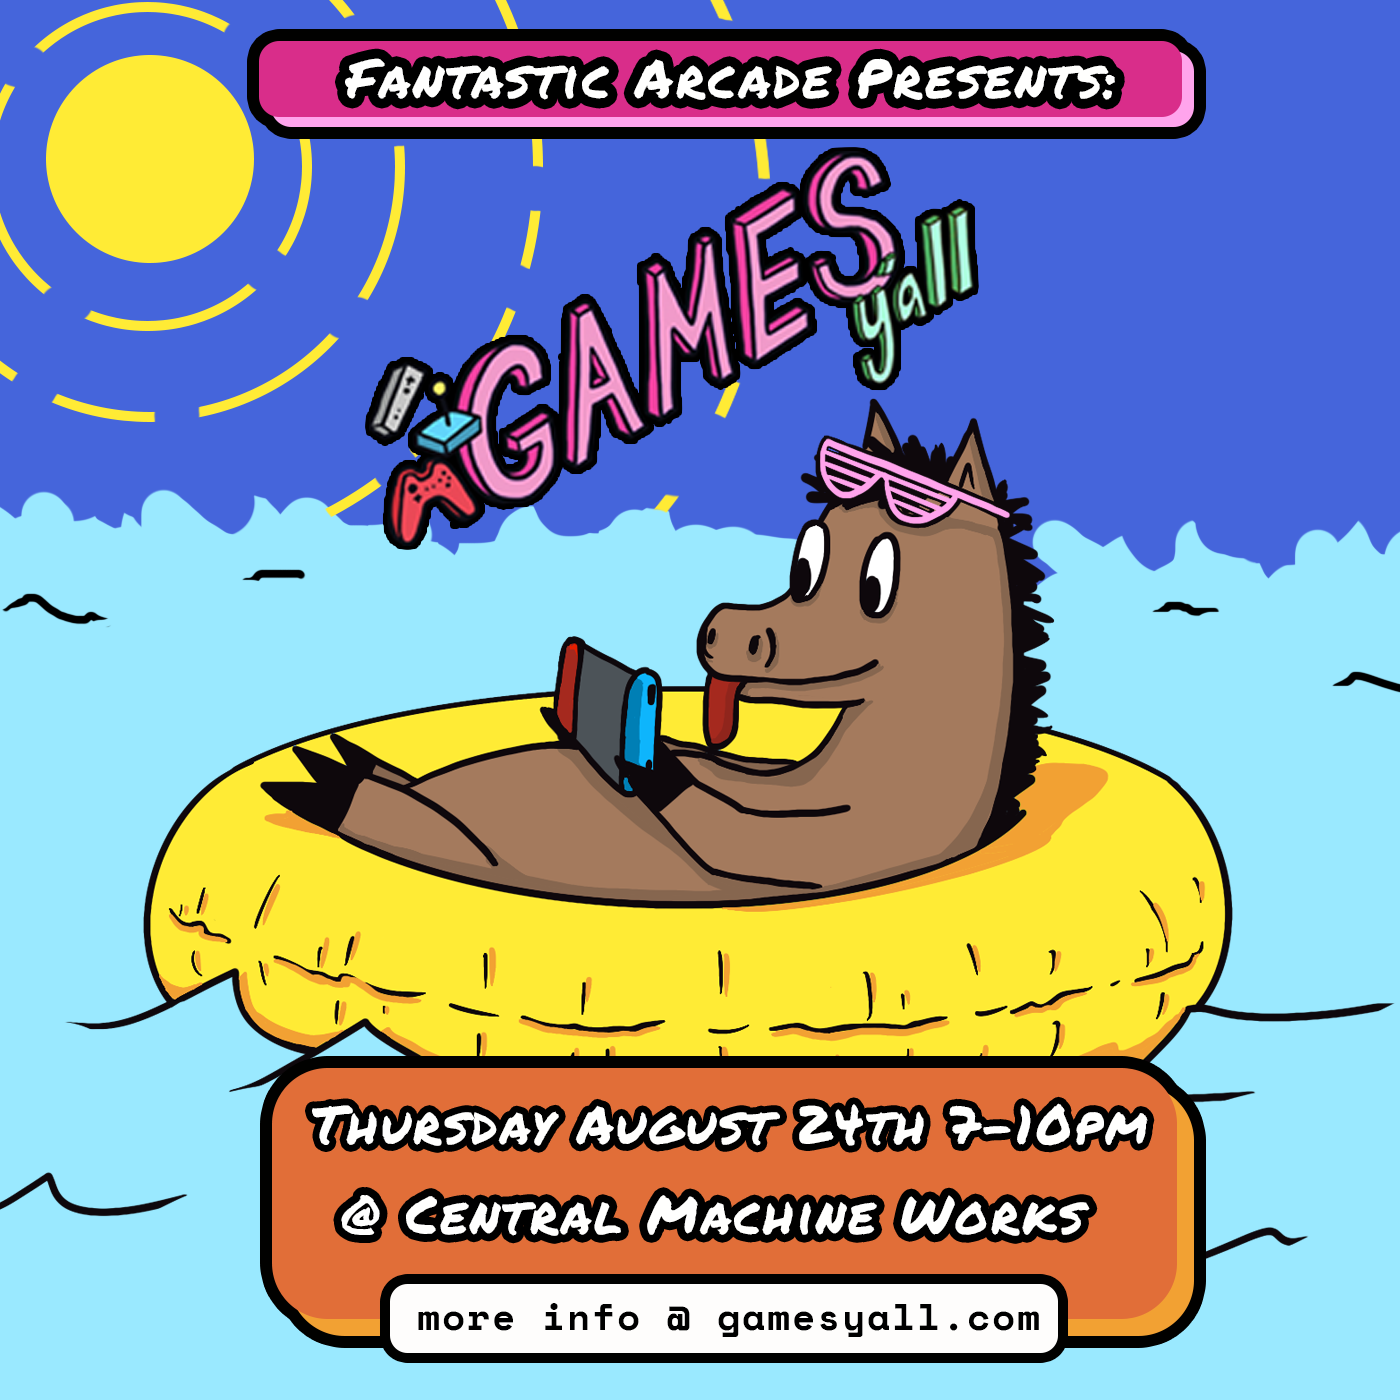 Fantastic Arcade Presents:
GAMES
y'all
Thursday August 24th 7-10pm
@ Central Machine Works
more info @ gamesyall.com